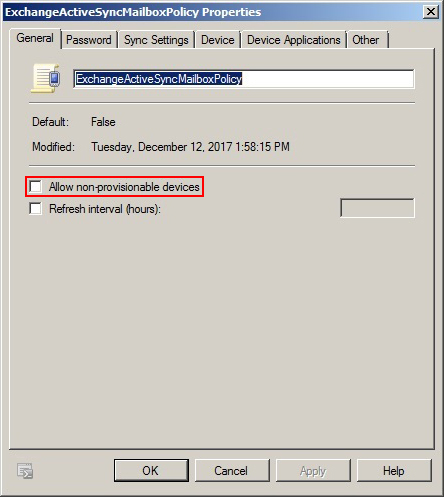 ExchangeActiveSyncMailboxPolicy Properties
General Password Sync Settings Device Device Applications Other
ExchangeActiveSyncMailboxPolicy
Default: False
Modified: Tuesday, December 12, 2017 1:58:15 PM
Allow non-provisionable devices
Refresh interval (hours):
OK Cancel Apply Help